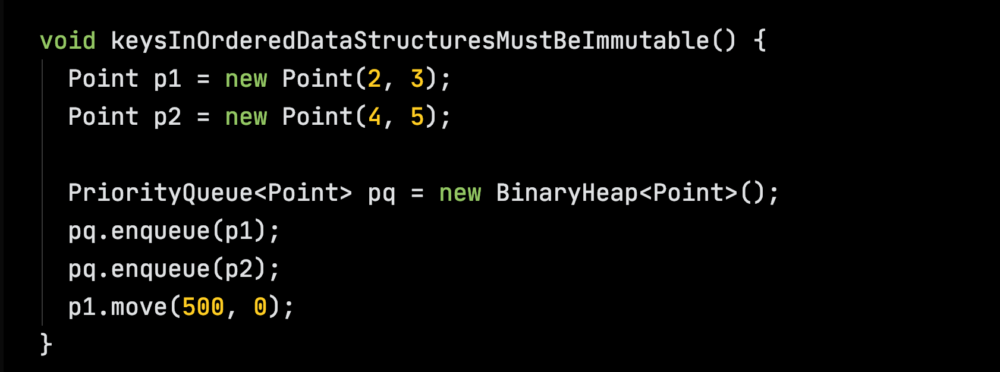 void keysInOrderedDataStructuresMustBeImmutable() {
Point p1 = new Point(2, 3);
Point p2 = new Point(4, 5);
PriorityQueue<Point> pq = new BinaryHeap<Point>();
pq.enqueue(p1);
pq.enqueue(p2);
p1.move(500, 0);
}